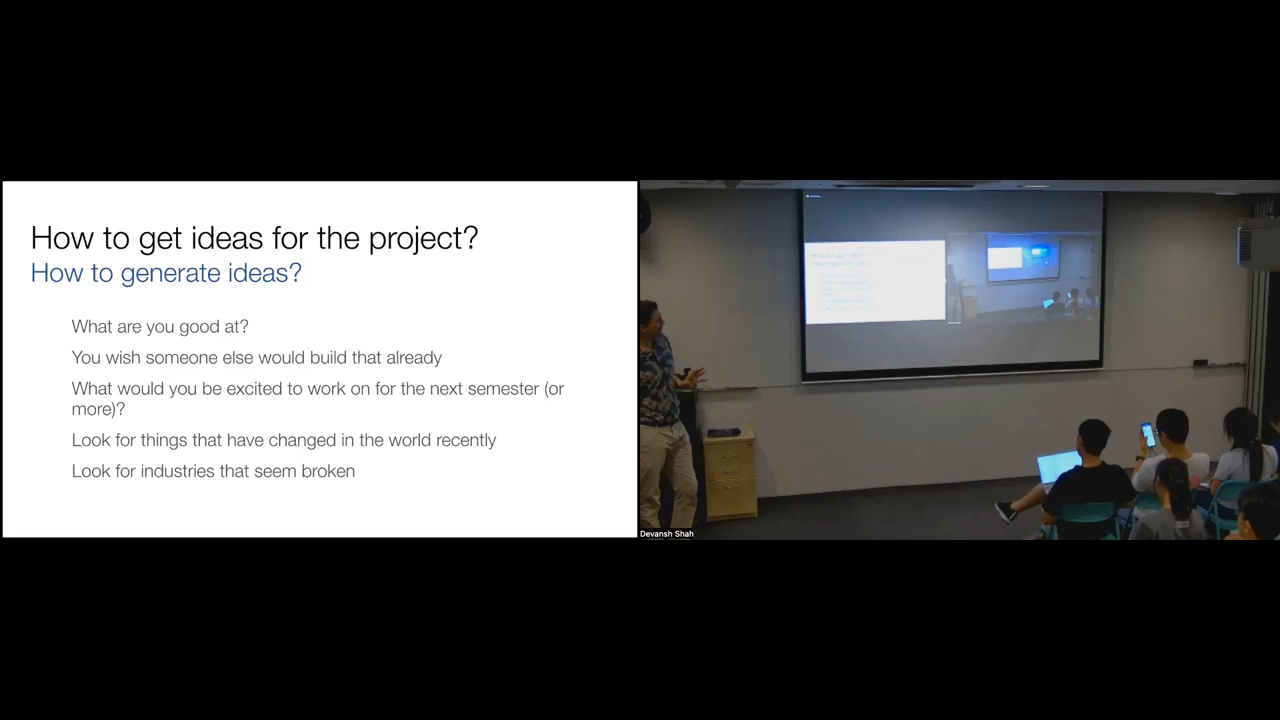 How to get ideas for the project?
How to generate ideas?
What are you good at?
You wish someone else would build that already
What would you be excited to work on for the next semester (or
more)?
Look for things that have changed in the world recently
Look for industries that seem broken
Devansh Shah